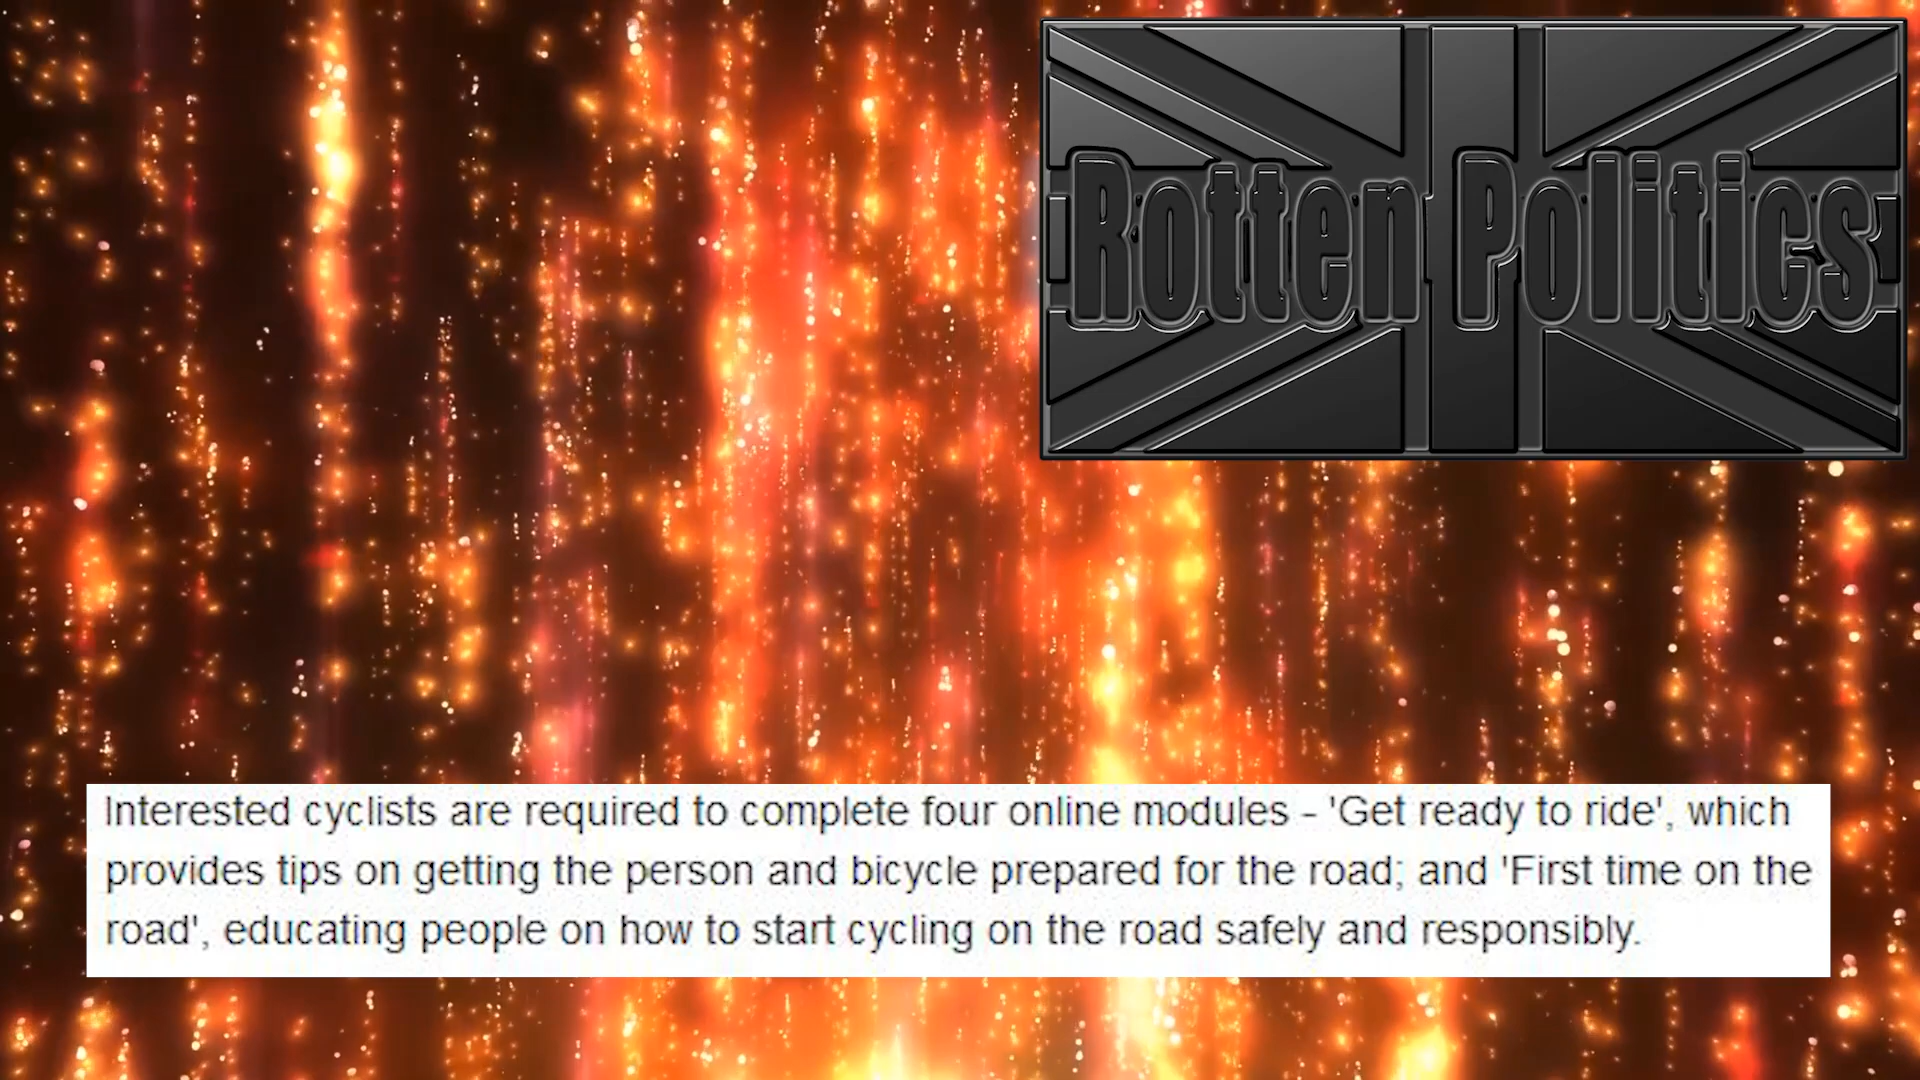 Rotten Politics
Interested cyclists are required to complete four online modules - 'Get ready to ride', which
provides tips on getting the person and bicycle prepared for the road; and 'First time on the
road', educating people on how to start cycling on the road safely and responsibly.